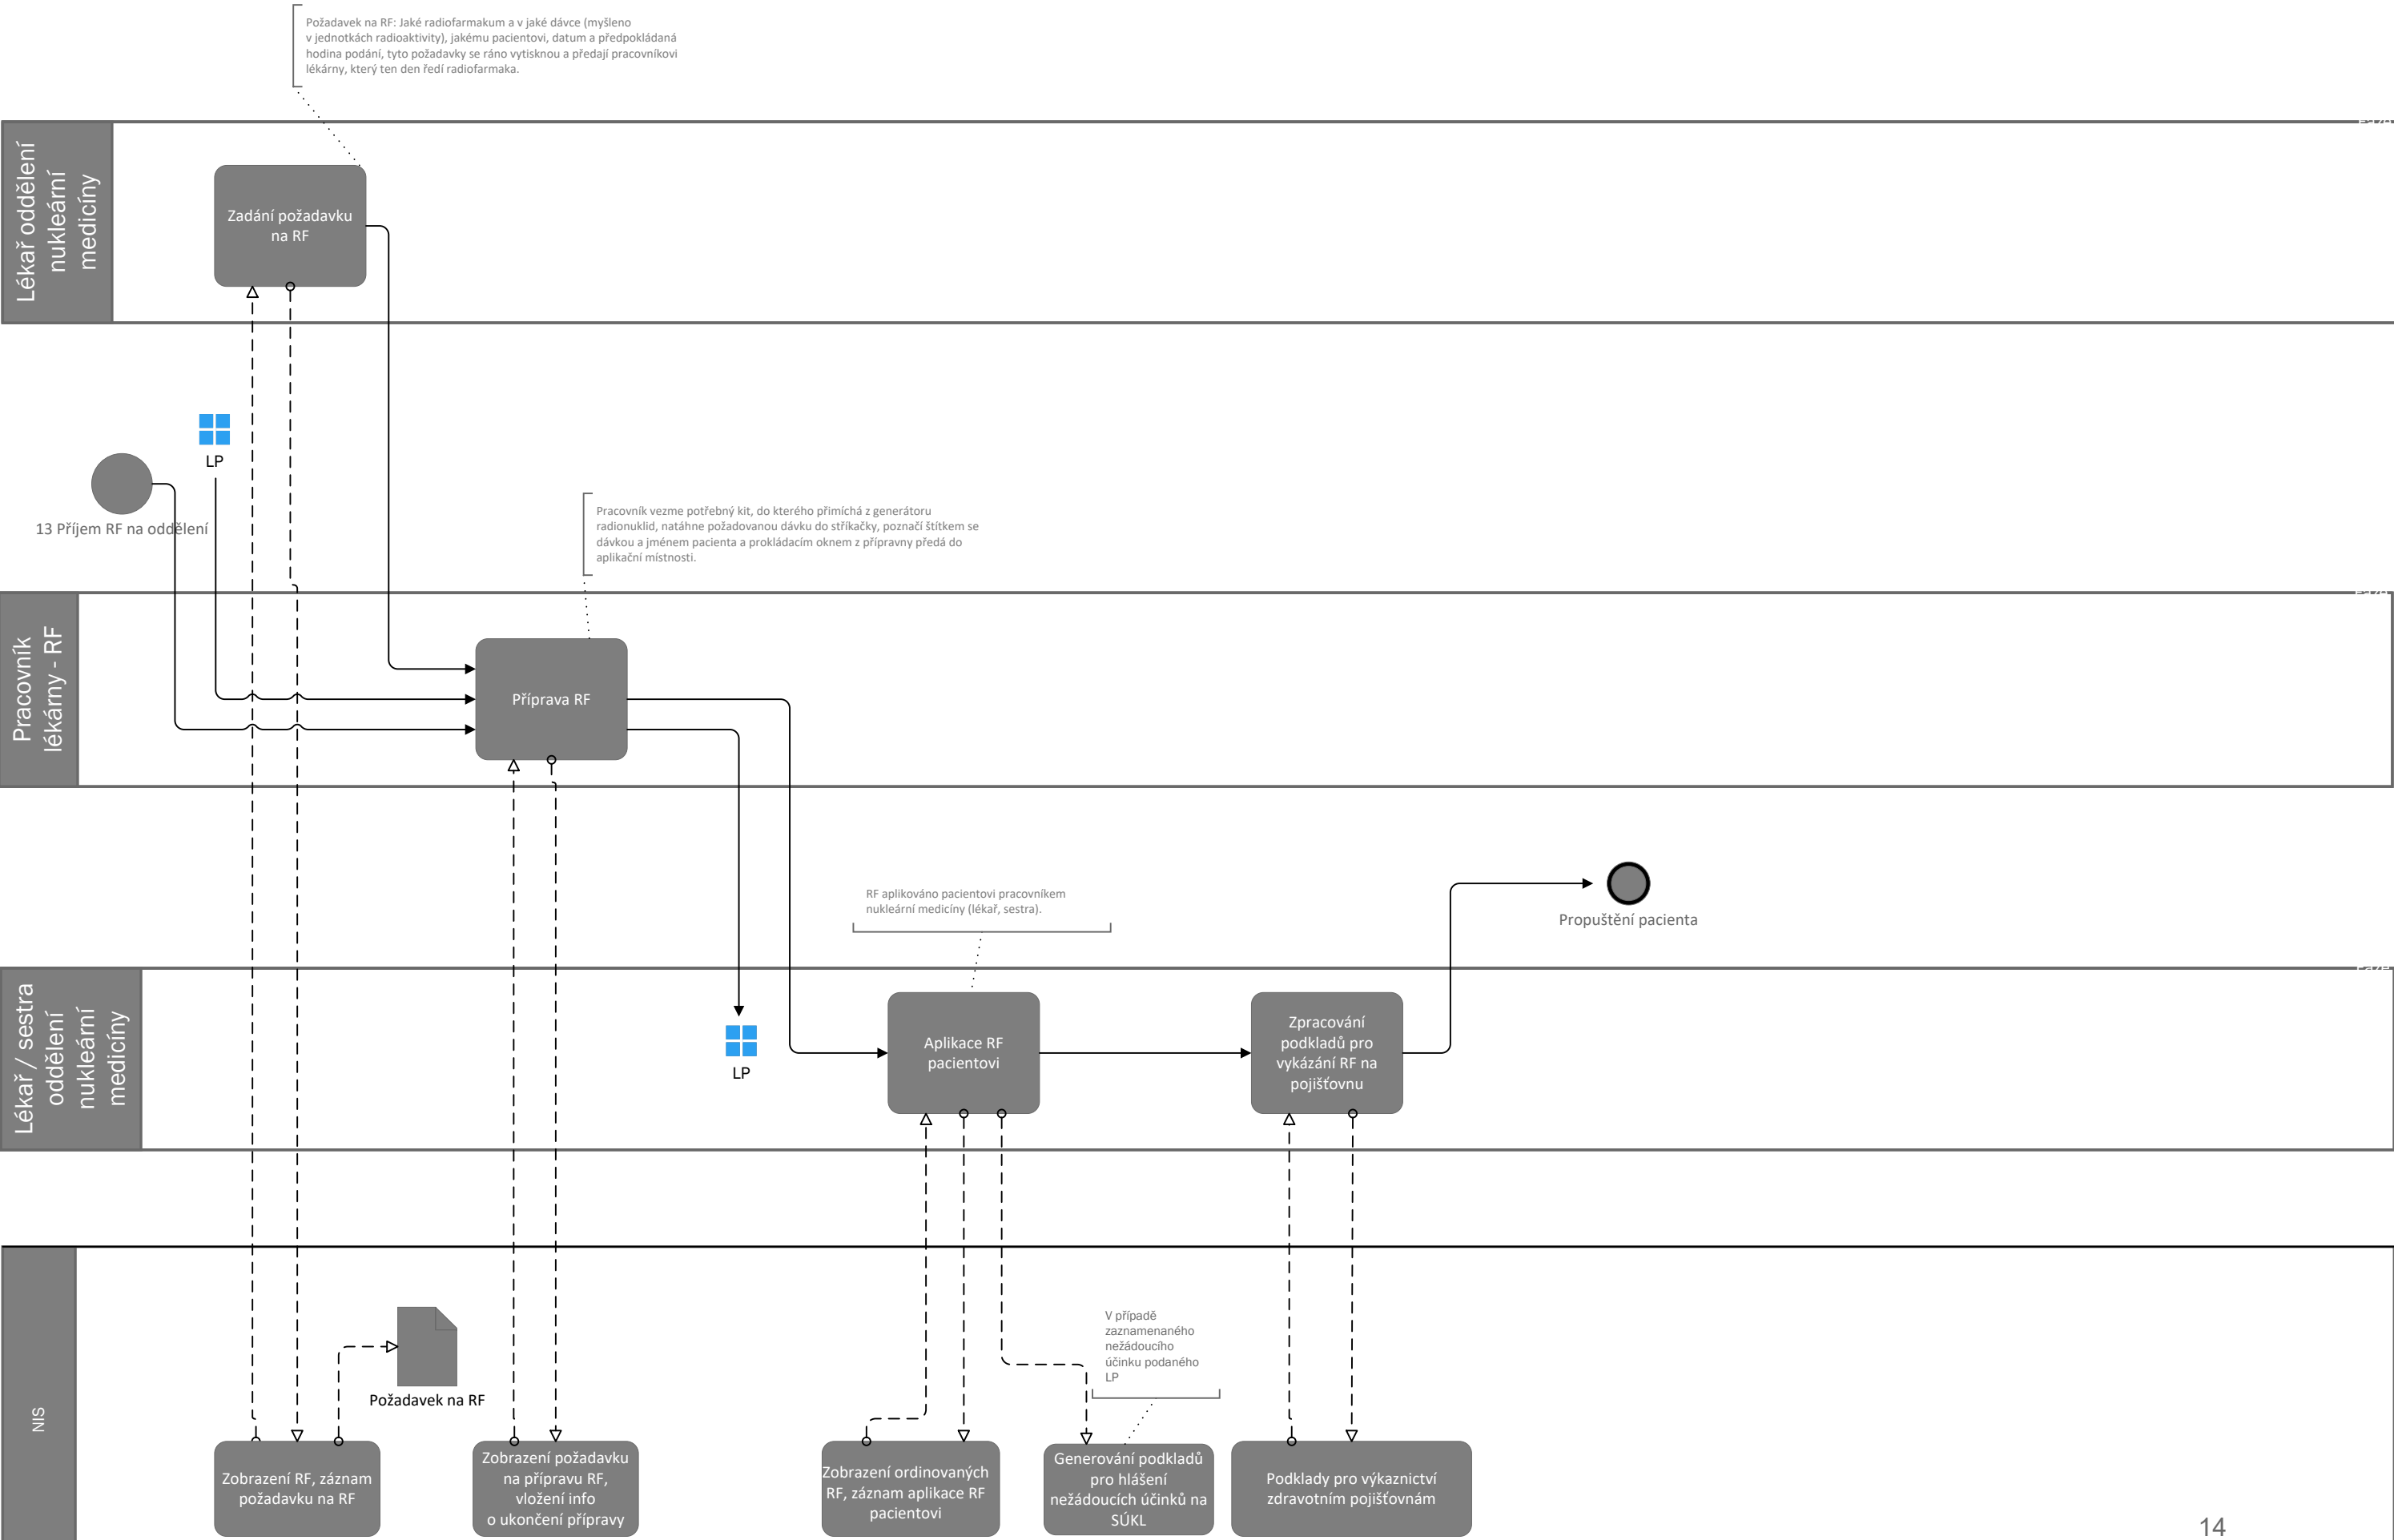 Požadavek na RF: Jaké radiofarmakum a v jaké dávce (myšleno
v jednotkách radioaktivity), jakému pacientovi, datum a předpokládaná
hodina podání, tyto požadavky se ráno vytisknou a předají pracovníkovi
lékárny, který ten den ředí radiofarmaka.
Lékař oddělení
nukleární
medicíny
Zadání požadavku
na RF
LP
13 Příjem RF na oddělení
Pracovník vezme potřebný kit, do kterého přimíchá z generátoru
radionuklid, natáhne požadovanou dávku do stříkačky, poznačí štítkem se
dávkou a jménem pacienta a prokládacím oknem z přípravny předá do
aplikační místnosti.
Pracovník
lékárny - RF
Příprava RF
RF aplikováno pacientovi pracovníkem
nukleární medicíny (lékař, sestra).
Propuštění pacienta
Lékař / sestra
oddělení
nukleární
medicíny
LP
Aplikace RF
pacientovi
Zpracování
podkladů pro
vykázání RF na
pojišťovnu
NIS
Požadavek na RF
V případě
zaznamenaného
nežádoucího
účinku podaného
LP
Zobrazení RF, záznam
požadavku na RF
Zobrazení požadavku
na přípravu RF,
vložení info
o ukončení přípravy
Zobrazení ordinovaných
RF, záznam aplikace RF
pacientovi
Generování podkladů
pro hlášení
nežádoucích účinků na
SÚKL
Podklady pro výkaznictví
zdravotním pojišťovnám
14